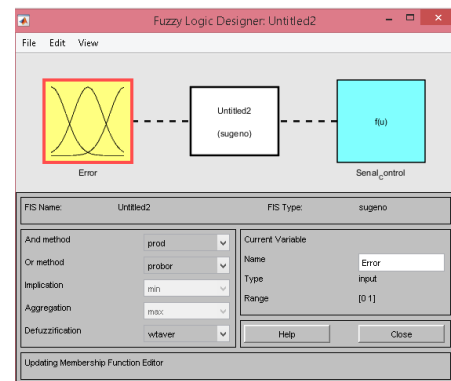 Fuzzy Logic Designer: Untitled2
File Edit View
Untitled2
(sugeno)
f(u)
Error
Senal_Control
FIS Name: Untitled2 FIS Type: sugeno
And method prod
Or method probor
Implication min
Aggregation max
Defuzzification wtaver
Current Variable
Name Error
Type input
Range [0 1]
Help Close
Updating Membership Function Editor